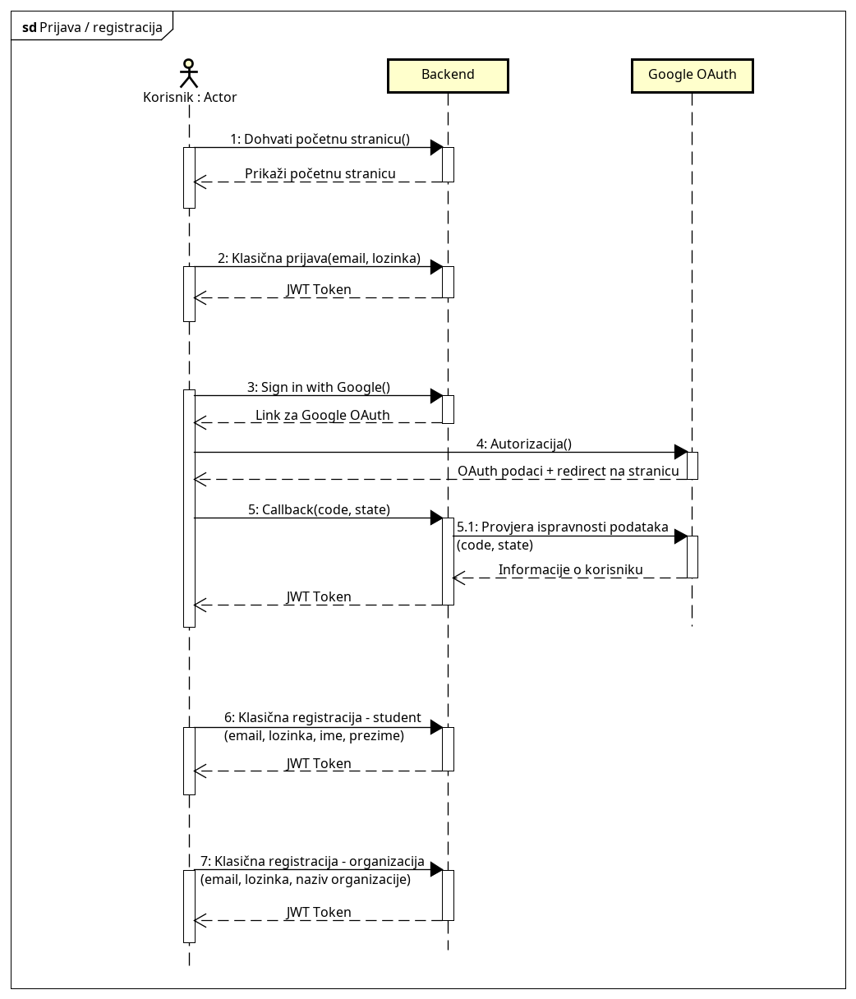 sd Prijava / registracija
Korisnik : Actor
Backend
Google OAuth
1: Dohvati početnu stranicu()
Prikaži početnu stranicu
2: Klasična prijava(email, lozinka)
JWT Token
3: Sign in with Google()
Link za Google OAuth
4: Autorizacija()
OAuth podaci + redirect na stranicu
5: Callback(code, state)
5.1: Provjera ispravnosti podataka
(code, state)
Informacije o korisniku
JWT Token
6: Klasična registracija - student
(email, lozinka, ime, prezime)
JWT Token
7: Klasična registracija - organizacija
(email, lozinka, naziv organizacije)
JWT Token